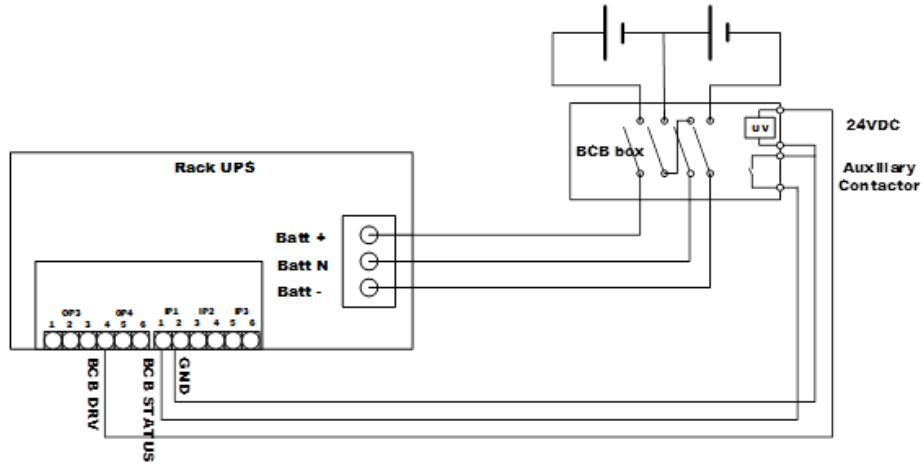 24VDC
UV
BCB box
Auxiliary
Contactor
Rack UPS
Batt +
Batt N
Batt -
OP3 OP4 IP1 IP2 IP3
1 2 3 4 5 6 1 2 3 4 5 6
BCB DRV
BCB STATUS
GND